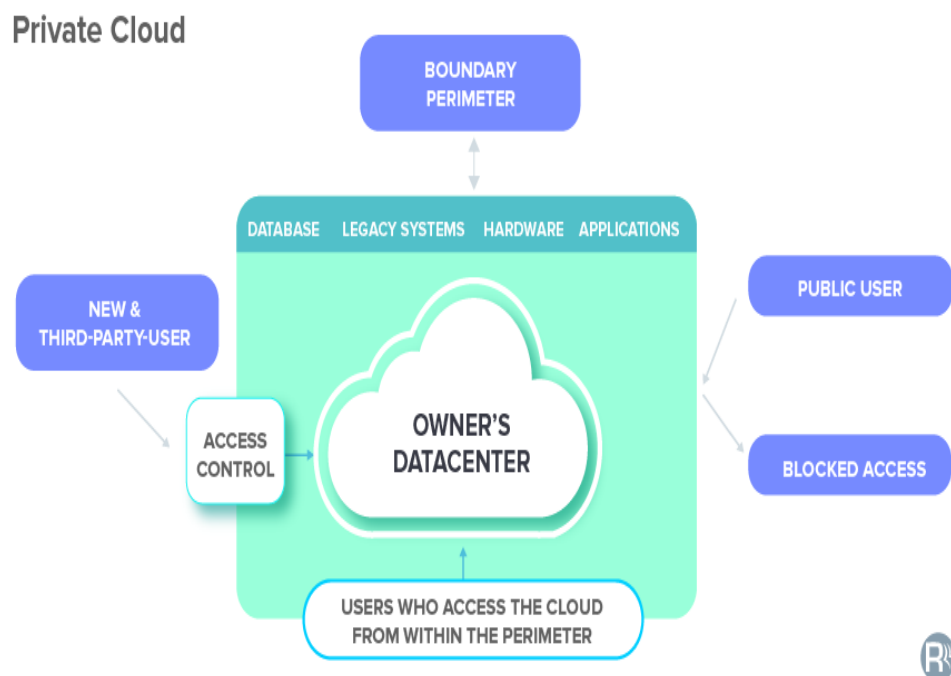 Private Cloud
BOUNDARY
PERIMETER
DATABASE LEGACY SYSTEMS HARDWARE APPLICATIONS
NEW &
THIRD-PARTY-USER
PUBLIC USER
ACCESS
CONTROL
OWNER'S
DATACENTER
BLOCKED ACCESS
USERS WHO ACCESS THE CLOUD
FROM WITHIN THE PERIMETER
R